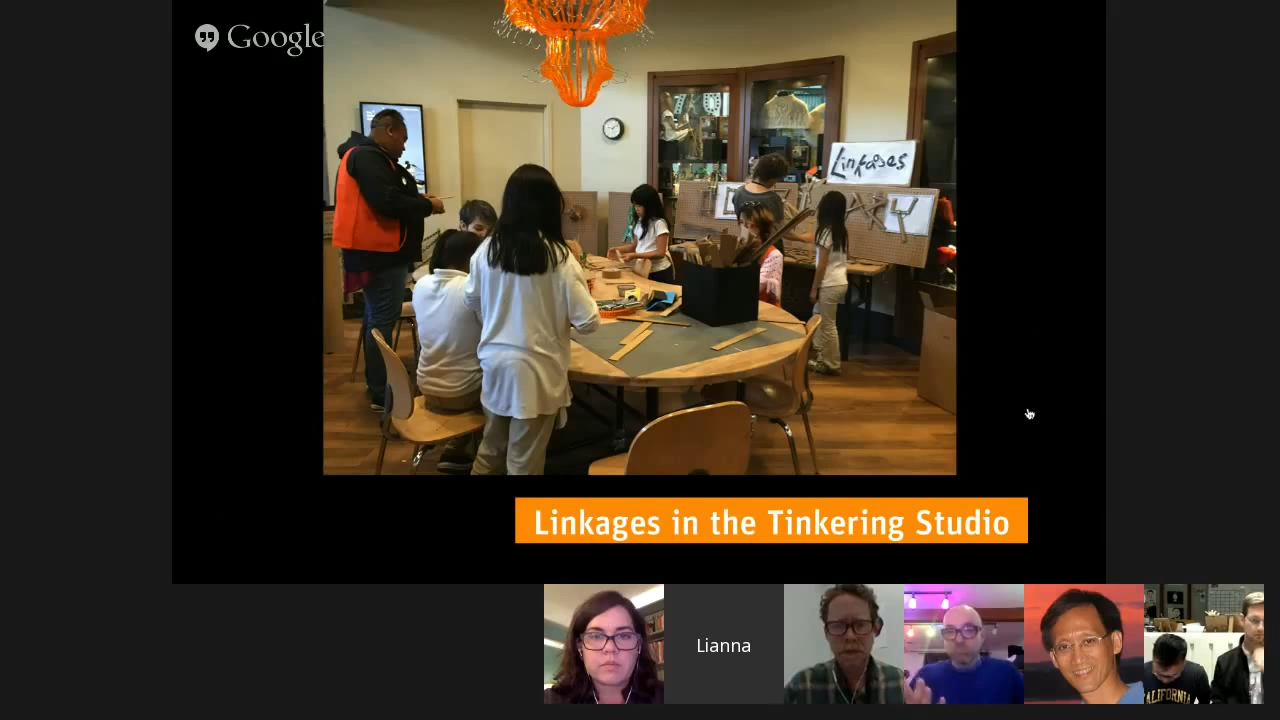 Google
Linkages
Linkages in the Tinkering Studio
Lianna
CALIFORNIA